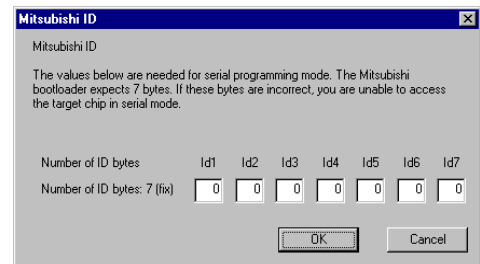 Mitsubishi ID
Mitsubishi ID
The values below are needed for serial programming mode. The Mitsubishi
bootloader expects 7 bytes. If these bytes are incorrect, you are unable to access
the target chip in serial mode.
Number of ID bytes Id1 Id2 Id3 Id4 Id5 Id6 Id7
Number of ID bytes: 7 (fix) 0 0 0 0 0 0 0
OK Cancel